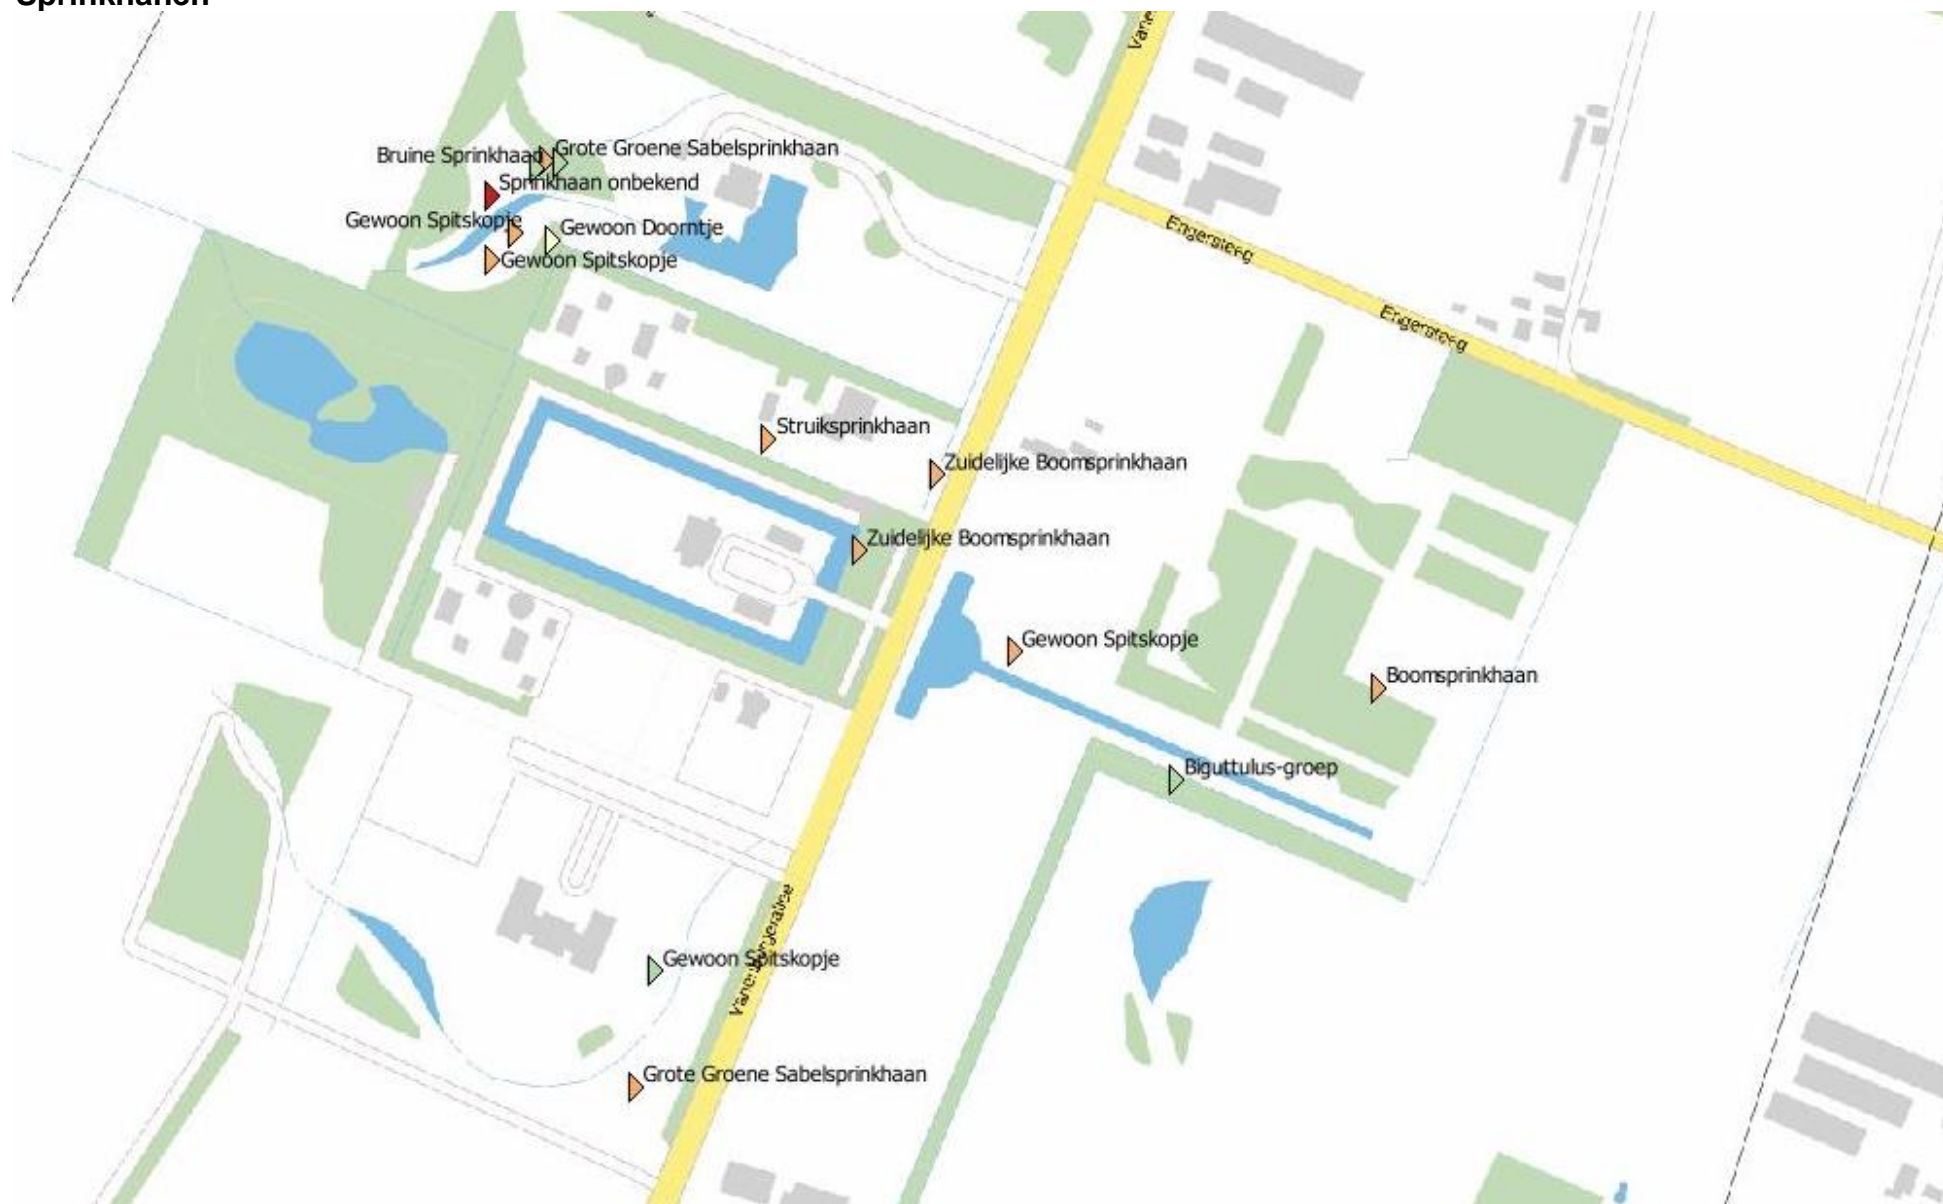 Sprinkhanen
Vane
Bruine Sprinkhaan
Grote Groene Sabelsprinkhaan
Sprinkhaan onbekend
Gewoon Spitskopje
Gewoon Doorntje
Gewoon Spitskopje
Engersteeg
Engersteeg
Struiksprinkhaan
Zuidelijke Boomsprinkhaan
Zuidelijke Boomsprinkhaan
Gewoon Spitskopje
Boomsprinkhaan
Biguttulus-groep
Gewoon Spitskopje
Grote Groene Sabelsprinkhaan